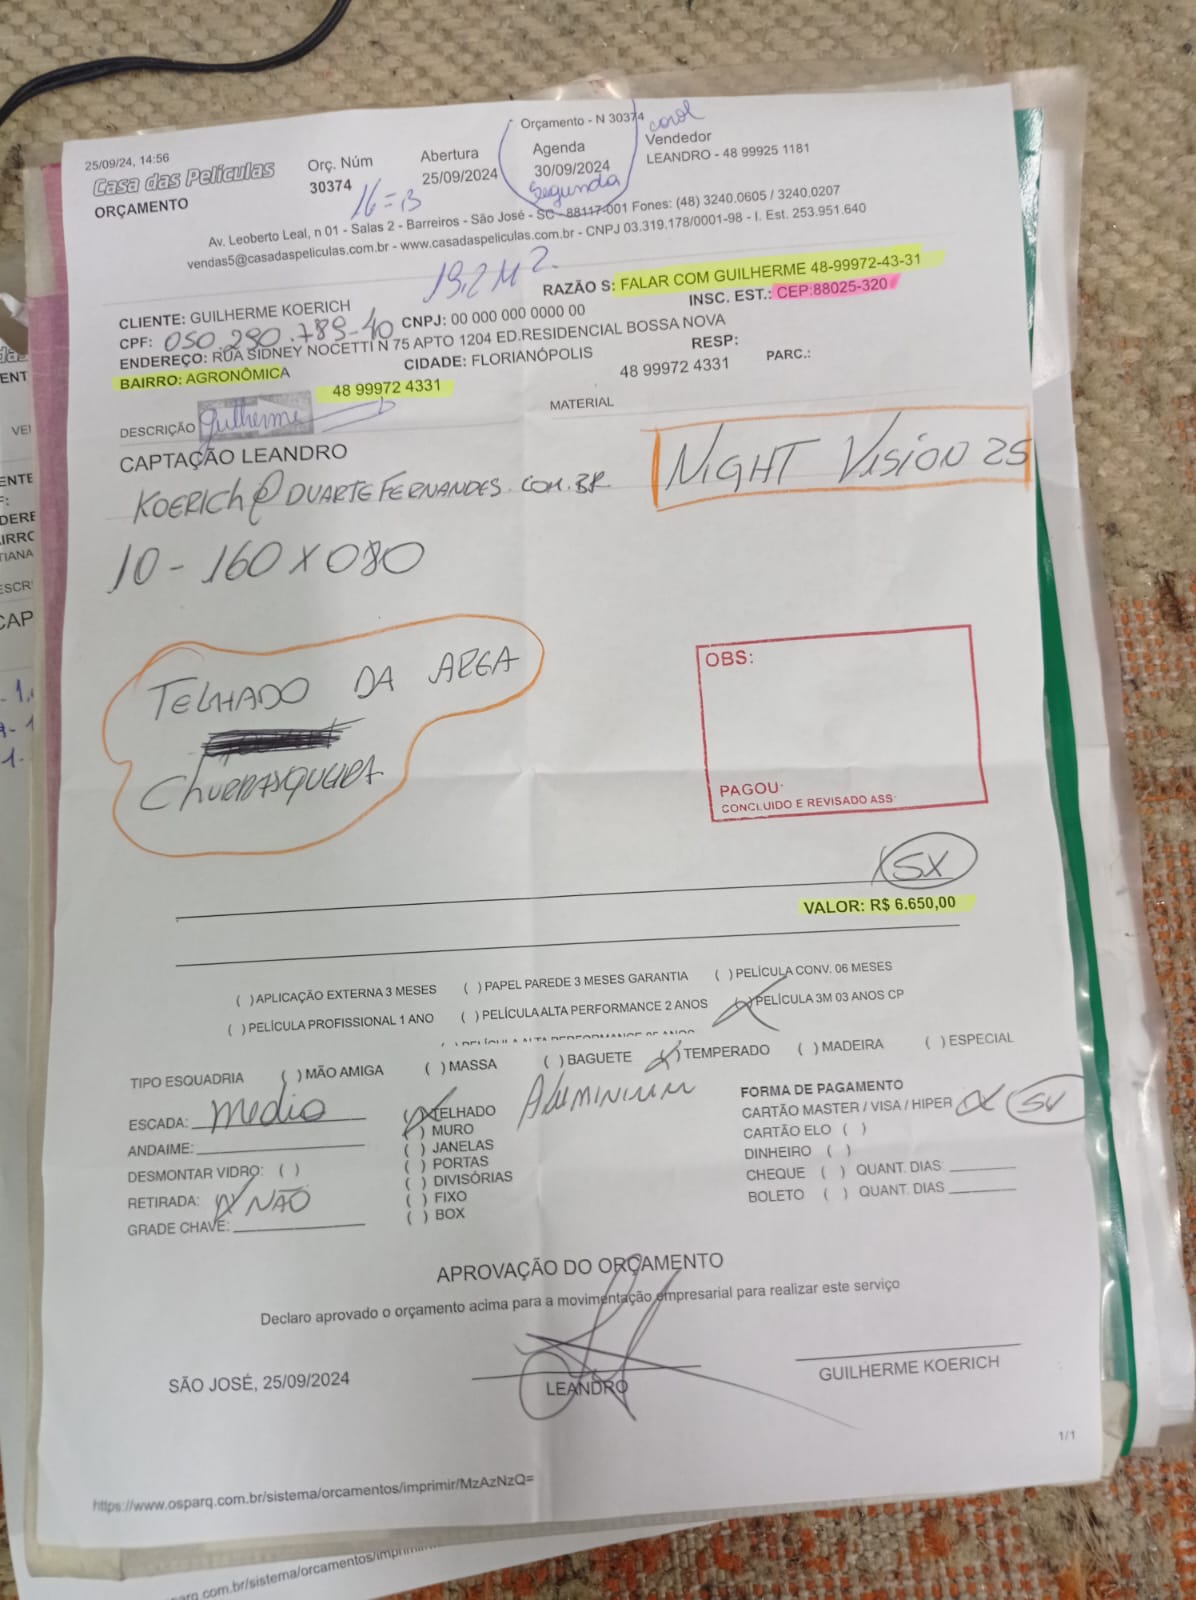 25/09/24, 14:56
Orçamento - N 30374
Casa das Películas
ORÇAMENTO
Orç. Núm
30374
Abertura
25/09/2024
Agenda
30/09/2024
Segunda
Carol
Vendedor
LEANDRO - 48 99925 1181
Av. Leoberto Leal, n 01 - Salas 2 - Barreiros - São José - SC - 88117-001 Fones: (48) 3240.0605 / 3240.0207
vendas5@casadaspeliculas.com.br - www.casadaspeliculas.com.br - CNPJ 03.319.178/0001-98 - I. Est. 253.951.640
RAZÃO S: FALAR COM GUILHERME 48-99972-43-31
CLIENTE: GUILHERME KOERICH
INSC. EST.: CEP:88025-320
CPF: 050.290.789-40 CNPJ: 00 000 000 0000 00
ENDEREÇO: RUA SIDNEY NOCETTI N 75 APTO 1204 ED.RESIDENCIAL BOSSA NOVA
BAIRRO: AGRONÔMICA
CIDADE: FLORIANÓPOLIS
RESP:
48 99972 4331
48 99972 4331
PARC.:
DESCRIÇÃO Guilherme
MATERIAL
CAPTAÇÃO LEANDRO
NIGHT VISION 25
KOERICH@DUARTEFERNANDES.COM.BR
10 - 160 X 080
TELHADO DA AREA
CHURRASQUEIRA
OBS:
PAGOU:
CONCLUIDO E REVISADO ASS:
5X
VALOR: R$ 6.650,00
( )APLICAÇÃO EXTERNA 3 MESES ( )PAPEL PAREDE 3 MESES GARANTIA ( )PELÍCULA CONV. 06 MESES
( )PELÍCULA PROFISSIONAL 1 ANO ( )PELÍCULA ALTA PERFORMANCE 2 ANOS (X)PELÍCULA 3M 03 ANOS CP
TIPO ESQUADRIA ( )MÃO AMIGA ( )MASSA ( )BAGUETE (X)TEMPERADO ( )MADEIRA ( )ESPECIAL
ALUMINIUM
ESCADA: medio
ANDAIME:
DESMONTAR VIDRO: ( )
RETIRADA: (X NÃO
GRADE CHAVE:
(X)TELHADO
( ) MURO
( ) JANELAS
( ) PORTAS
( ) DIVISÓRIAS
( ) FIXO
( ) BOX
FORMA DE PAGAMENTO
CARTÃO MASTER / VISA / HIPER (X
CARTÃO ELO ( )
DINHEIRO ( )
CHEQUE ( ) QUANT. DIAS:
BOLETO ( ) QUANT. DIAS
APROVAÇÃO DO ORÇAMENTO
Declaro aprovado o orçamento acima para a movimentação empresarial para realizar este serviço
SÃO JOSÉ, 25/09/2024
LEANDRO
GUILHERME KOERICH
1/1
https://www.osparq.com.br/sistema/orcamentos/imprimir/MzAzNzQ=